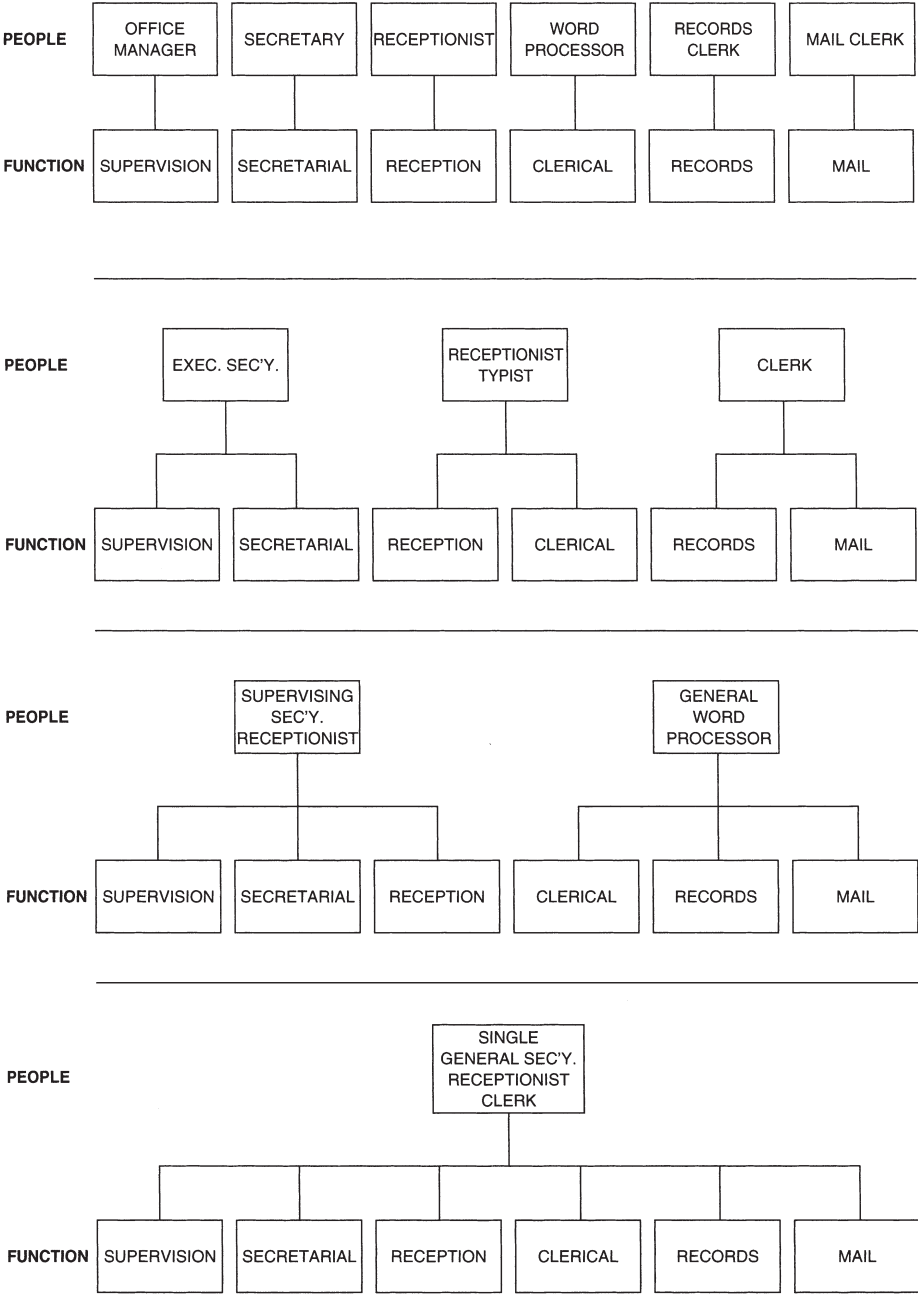 PEOPLE
OFFICE
MANAGER
SECRETARY
RECEPTIONIST
WORD
PROCESSOR
RECORDS
CLERK
MAIL CLERK
FUNCTION
SUPERVISION
SECRETARIAL
RECEPTION
CLERICAL
RECORDS
MAIL
PEOPLE
EXEC. SEC'Y.
RECEPTIONIST
TYPIST
CLERK
FUNCTION
SUPERVISION
SECRETARIAL
RECEPTION
CLERICAL
RECORDS
MAIL
PEOPLE
SUPERVISING
SEC'Y.
RECEPTIONIST
GENERAL
WORD
PROCESSOR
FUNCTION
SUPERVISION
SECRETARIAL
RECEPTION
CLERICAL
RECORDS
MAIL
PEOPLE
SINGLE
GENERAL SEC'Y.
RECEPTIONIST
CLERK
FUNCTION
SUPERVISION
SECRETARIAL
RECEPTION
CLERICAL
RECORDS
MAIL